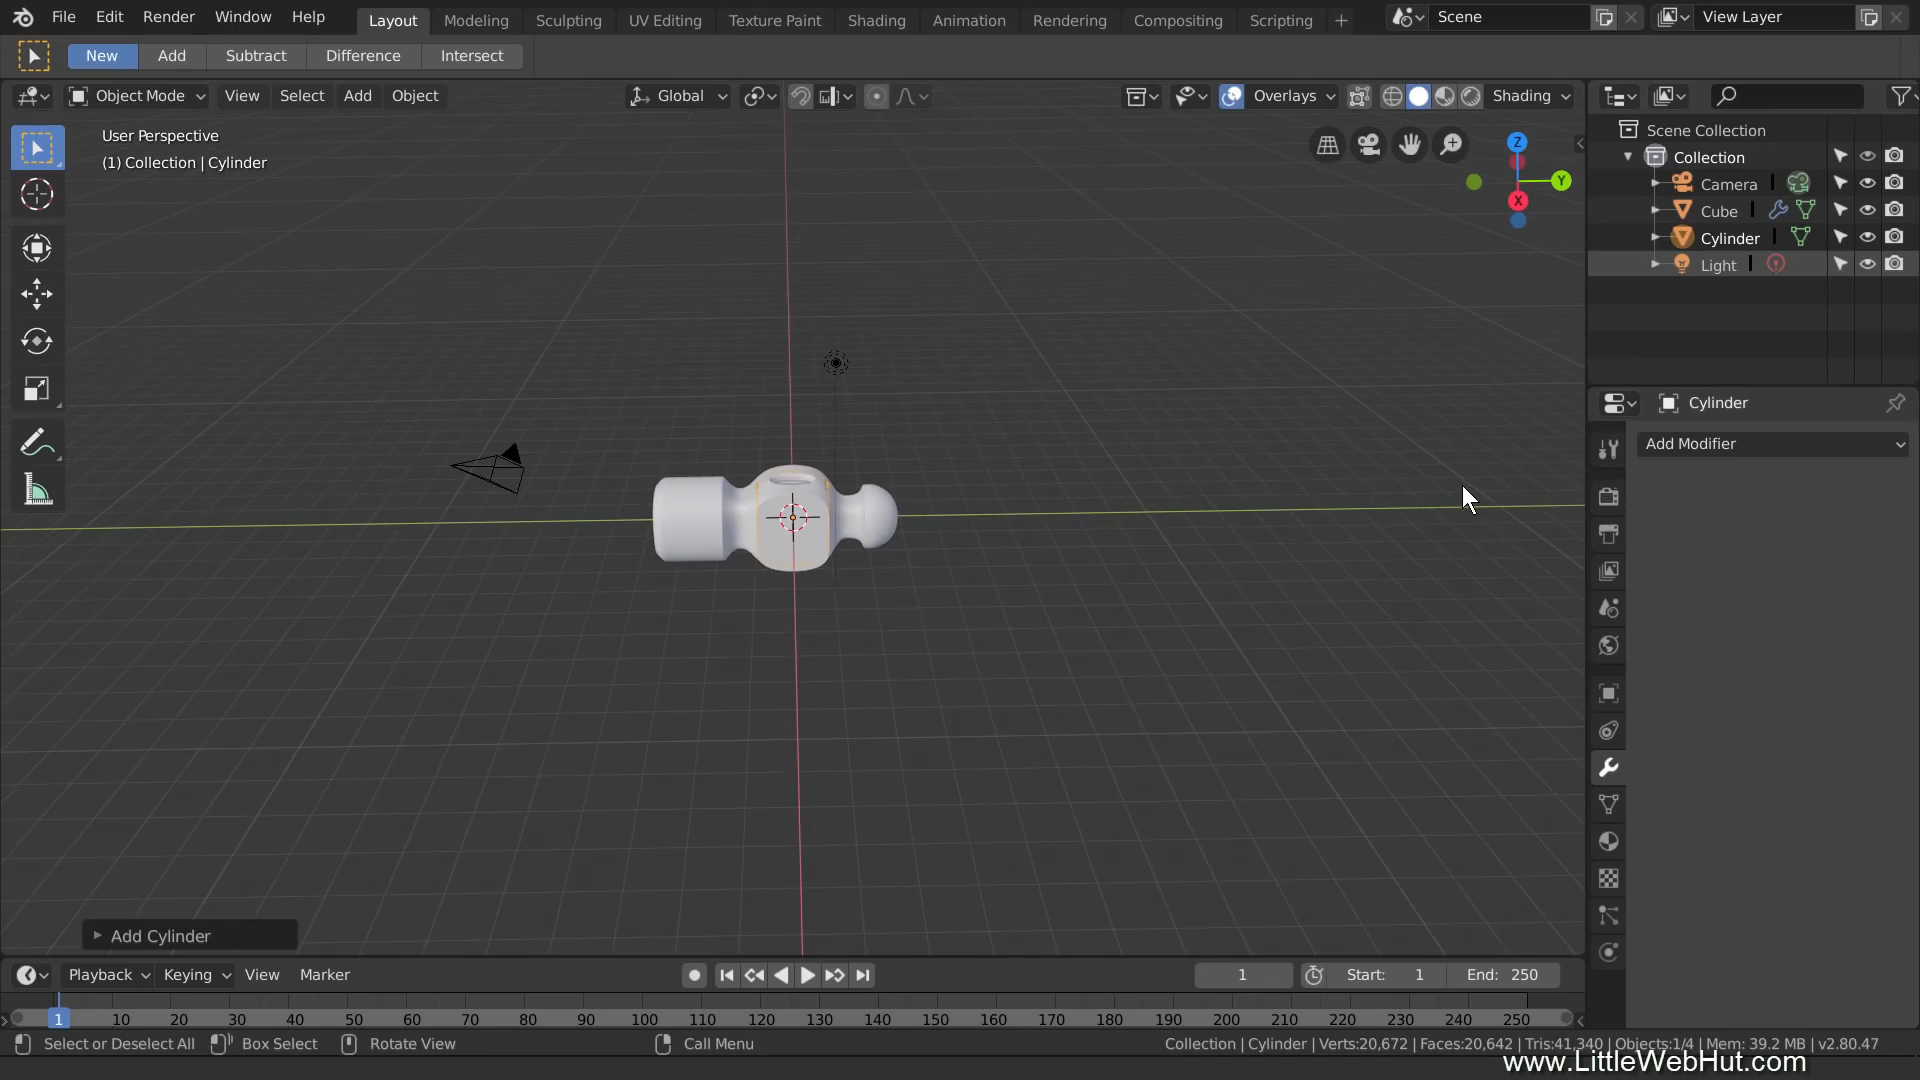 File Edit Render Window Help Layout Modeling Sculpting UV Editing Texture Paint Shading Animation Rendering Compositing Scripting Scene View Layer
New Add Subtract Difference Intersect
Object Mode View Select Add Object Global Overlays Shading
User Perspective
(1) Collection | Cylinder
Z
Y
X
Scene Collection
Collection
Camera
Cube
Cylinder
Light
Cylinder
Add Modifier
Add Cylinder
Playback Keying View Marker 1 Start: 1 End: 250
1 10 20 30 40 50 60 70 80 90 100 110 120 130 140 150 160 170 180 190 200 210 220 230 240 250
Select or Deselect All Box Select Rotate View Call Menu Collection | Cylinder | Verts:20,672 | Faces:20,642 | Tris:41,340 | Objects:1/4 | Mem: 39.2 MB | v2.80.47
www.LittleWebHut.com